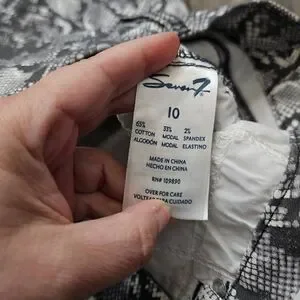 Seven7
10
65% 33% 2%
COTTON MODAL SPANDEX
ALGODÓN MODAL ELASTINO
MADE IN CHINA
HECHO EN CHINA
RN# 109890
OVER FOR CARE
VOLTEAR PARA CUIDADO